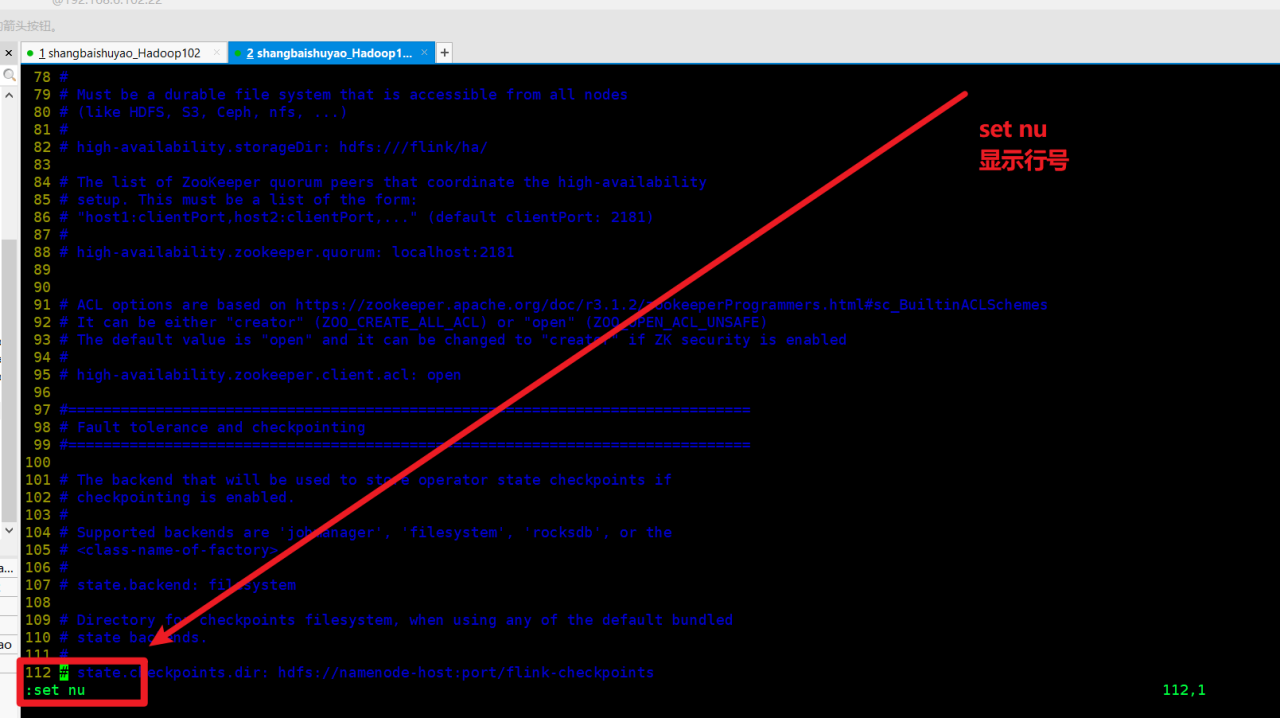 @192.168.6.102:22
的箭头按钮。
1 shangbaishuyao_Hadoop102 × 2 shangbaishuyao_Hadoop1... × +
78 #
79 # Must be a durable file system that is accessible from all nodes
80 # (like HDFS, S3, Ceph, nfs, ...)
81 #
82 # high-availability.storageDir: hdfs:///flink/ha/
83
84 # The list of ZooKeeper quorum peers that coordinate the high-availability
85 # setup. This must be a list of the form:
86 # "host1:clientPort,host2:clientPort,..." (default clientPort: 2181)
87 #
88 # high-availability.zookeeper.quorum: localhost:2181
89
90
91 # ACL options are based on https://zookeeper.apache.org/doc/r3.1.2/zookeeperProgrammers.html#sc_BuiltinACLSchemes
92 # It can be either "creator" (ZOO_CREATE_ALL_ACL) or "open" (ZOO_OPEN_ACL_UNSAFE)
93 # The default value is "open" and it can be changed to "creator" if ZK security is enabled
94 #
95 # high-availability.zookeeper.client.acl: open
96
97 #==============================================================================
98 # Fault tolerance and checkpointing
99 #==============================================================================
100
101 # The backend that will be used to store operator state checkpoints if
102 # checkpointing is enabled.
103 #
104 # Supported backends are 'jobmanager', 'filesystem', 'rocksdb', or the
105 # <class-name-of-factory>
106 #
107 # state.backend: filesystem
108
109 # Directory for checkpoints filesystem, when using any of the default bundled
110 # state backends.
111 #
112 # state.checkpoints.dir: hdfs://namenode-host:port/flink-checkpoints
:set nu
112,1
set nu
显示行号
a...
ao